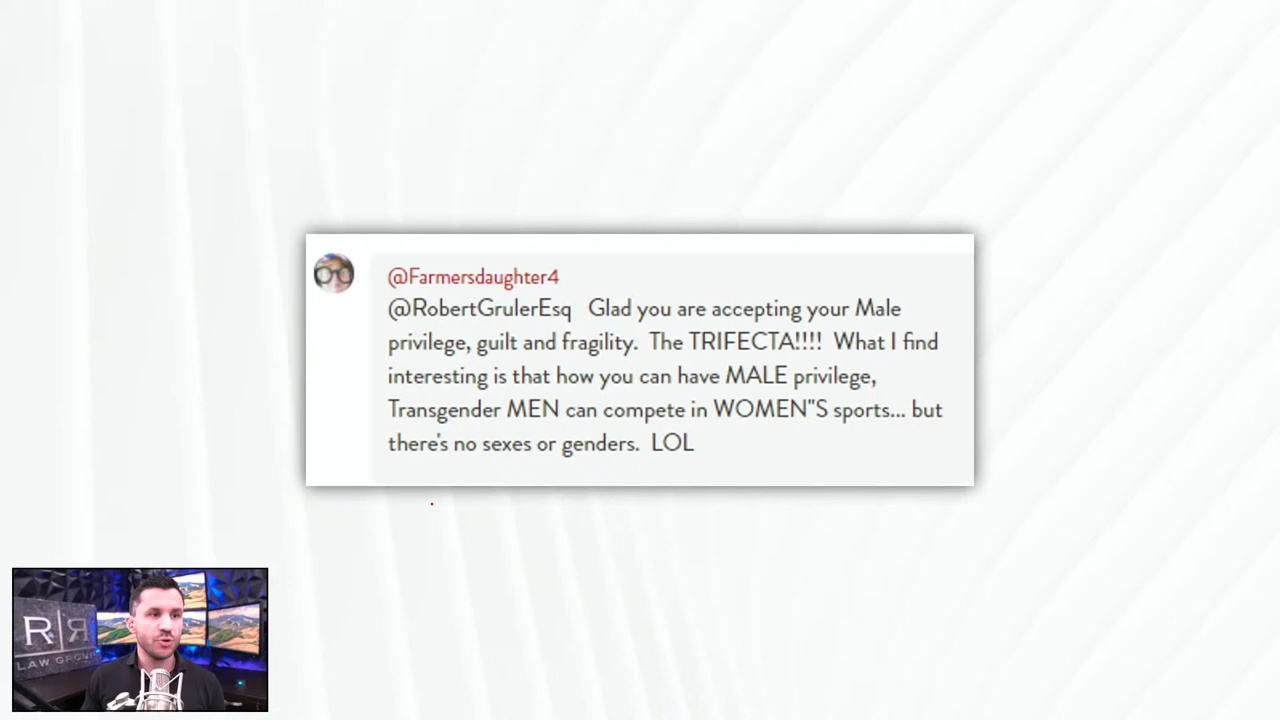 @Farmersdaughter4
@RobertGrulerEsq Glad you are accepting your Male
privilege, guilt and fragility. The TRIFECTA!!!! What I find
interesting is that how you can have MALE privilege,
Transgender MEN can compete in WOMEN"S sports... but
there's no sexes or genders. LOL
R|R
LAW GROUP